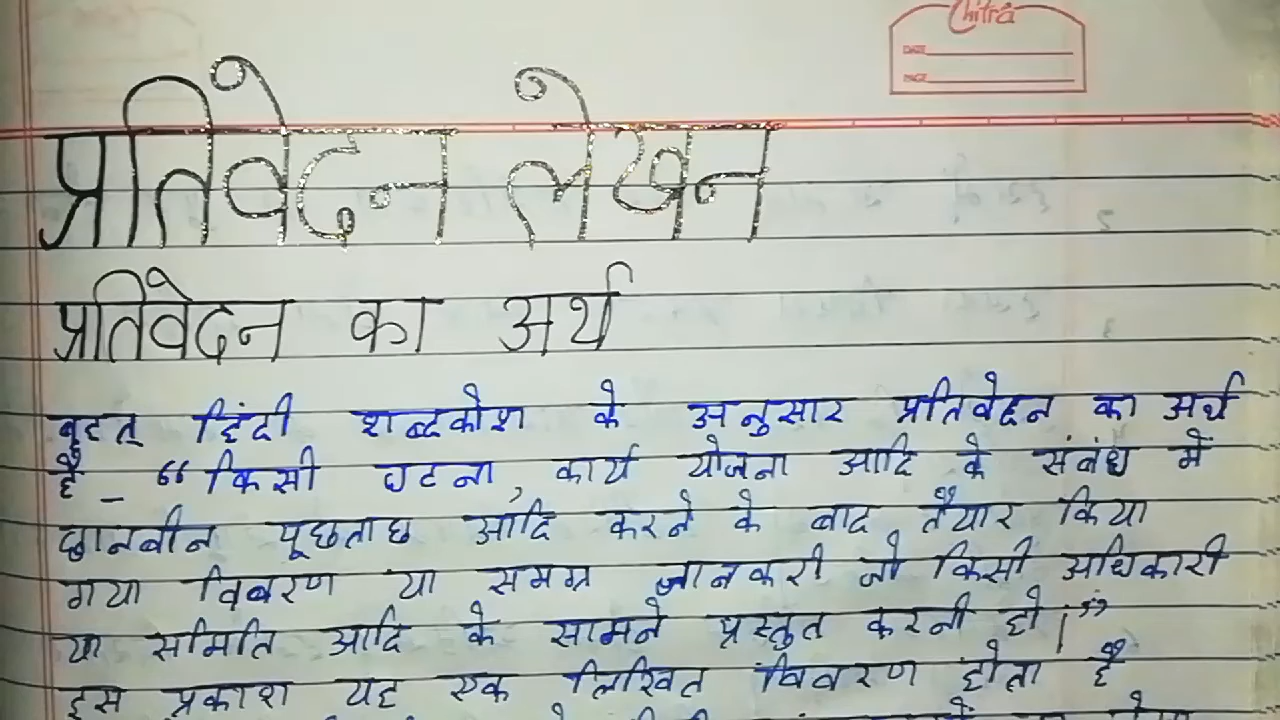 Chitra
DATE
PAGE
प्रतिवेदन लेखन
प्रतिवेदन का अर्थ
बृहत् हिंदी शब्दकोश के अनुसार प्रतिवेदन का अर्थ
है - “किसी घटना, कार्य योजना आदि के संबंध में
छानबीन पूछताछ आदि करने के बाद तैयार किया
गया विवरण या समग्र जानकरी जो किसी अधिकारी
या समिति आदि के सामने प्रस्तुत करनी हो।”
इस प्रकाश यह एक लिखित विवरण होता है